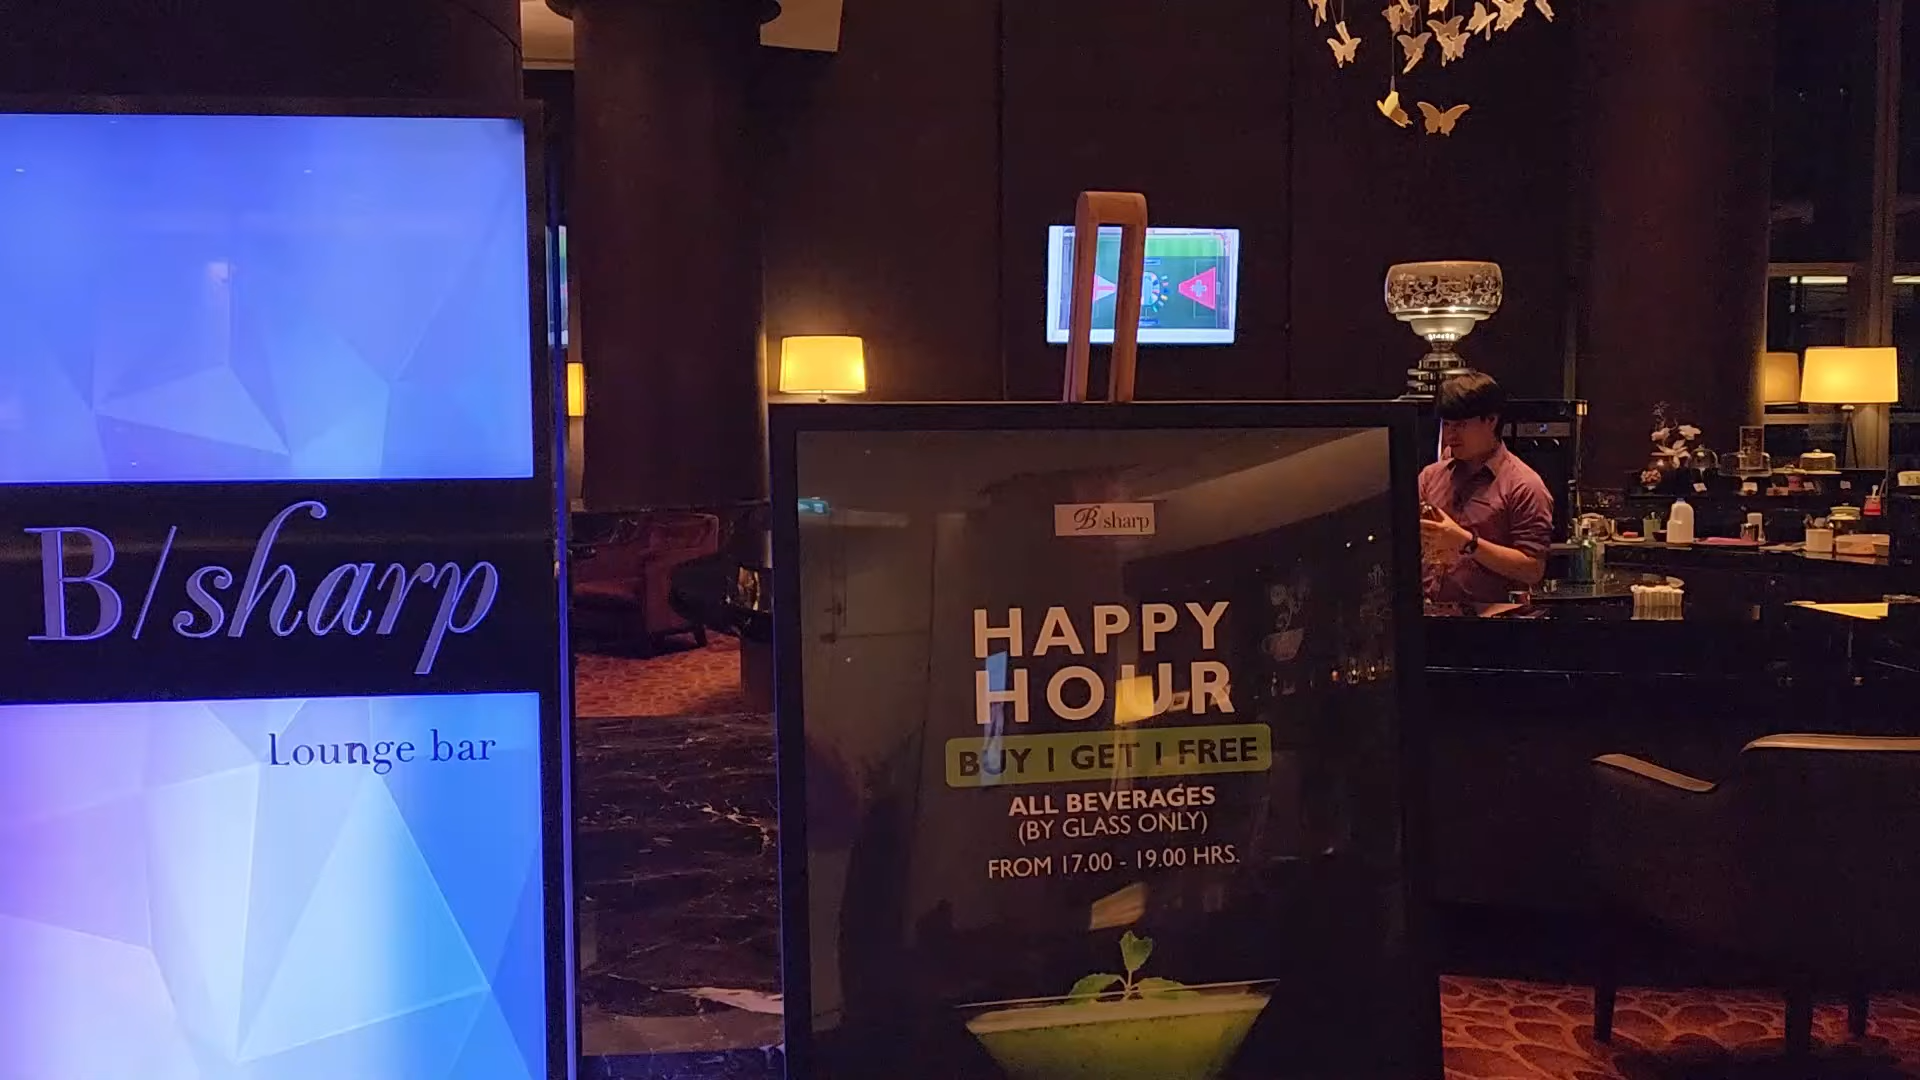 B/sharp
Lounge bar
B/sharp
HAPPY
HOUR
BUY 1 GET 1 FREE
ALL BEVERAGES
(BY GLASS ONLY)
FROM 17.00 - 19.00 HRS.